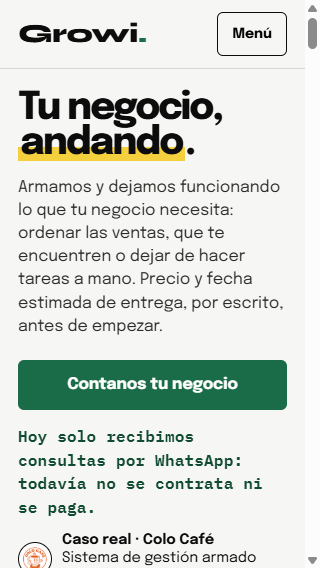 Growi.
Menú
Tu negocio,
andando.
Armamos y dejamos funcionando
lo que tu negocio necesita:
ordenar las ventas, que te
encuentren o dejar de hacer
tareas a mano. Precio y fecha
estimada de entrega, por escrito,
antes de empezar.
Contanos tu negocio
Hoy solo recibimos
consultas por WhatsApp:
todavía no se contrata ni
se paga.
Caso real · Colo Café
Sistema de gestión armado